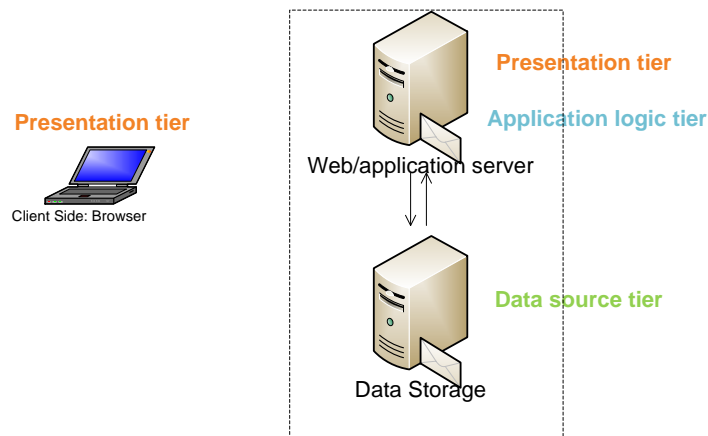 Presentation tier
Application logic tier
Presentation tier
Web/application server
Client Side: Browser
Data source tier
Data Storage